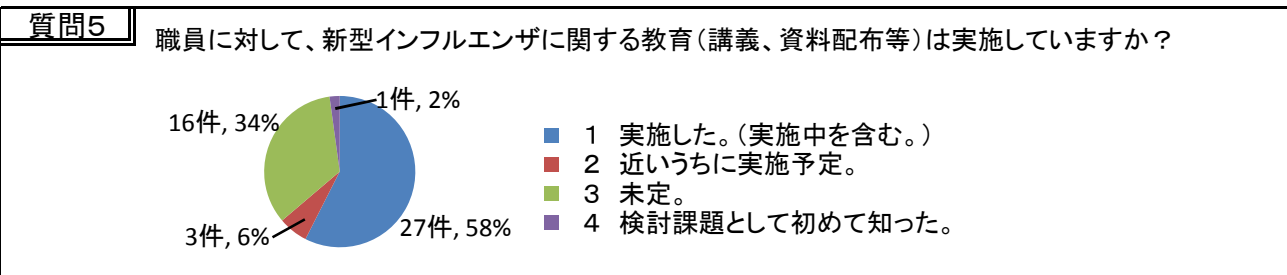 質問5
職員に対して、新型インフルエンザに関する教育(講義、資料配布等)は実施していますか？
1件, 2%
16件, 34%
3件, 6%
27件, 58%
１　実施した。（実施中を含む。）
２　近いうちに実施予定。
３　未定。
４　検討課題として初めて知った。